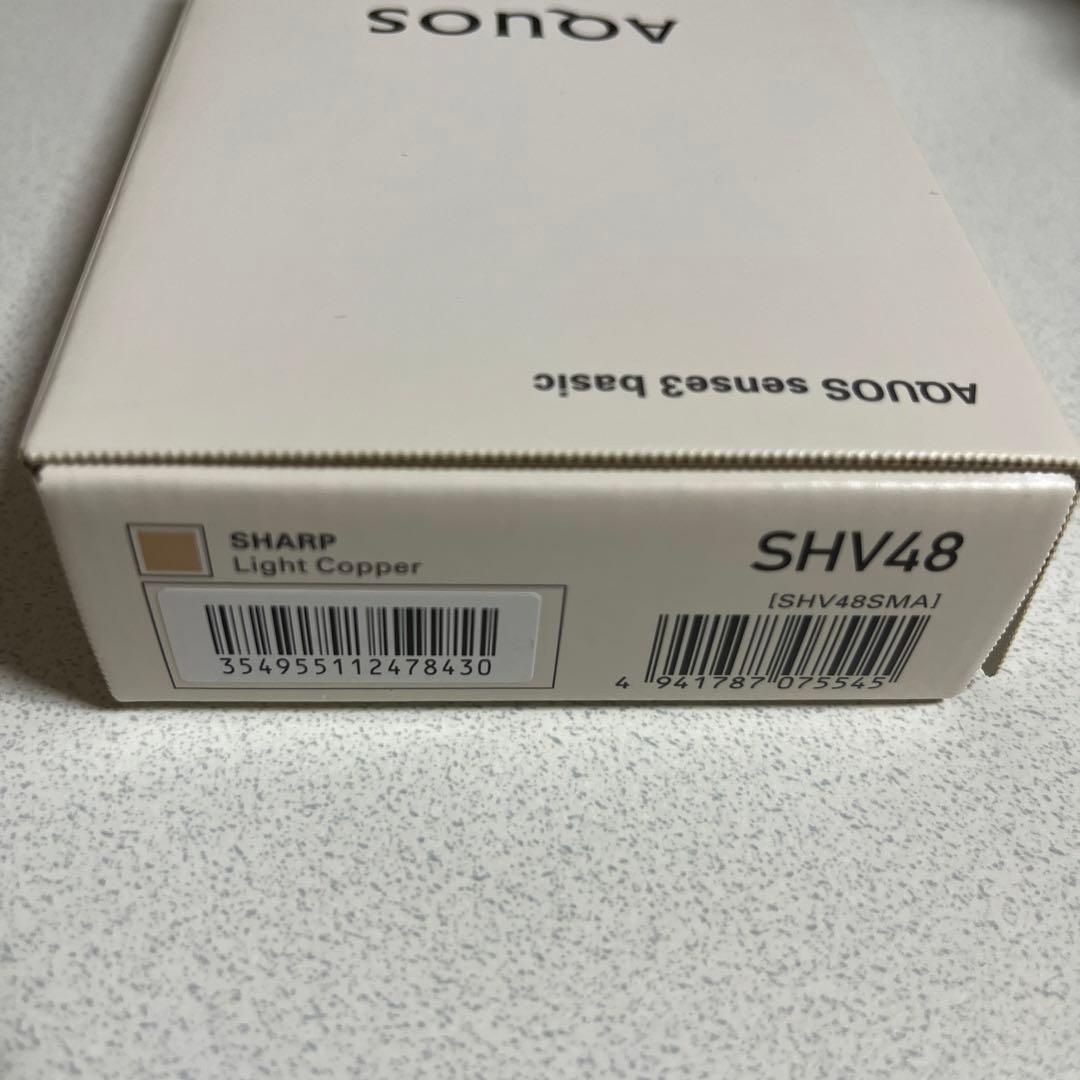 AQUOS
AQUOS sense3 basic
SHARP
Light Copper
SHV48
[SHV48SMA]
354955112478430
4 941787 075545